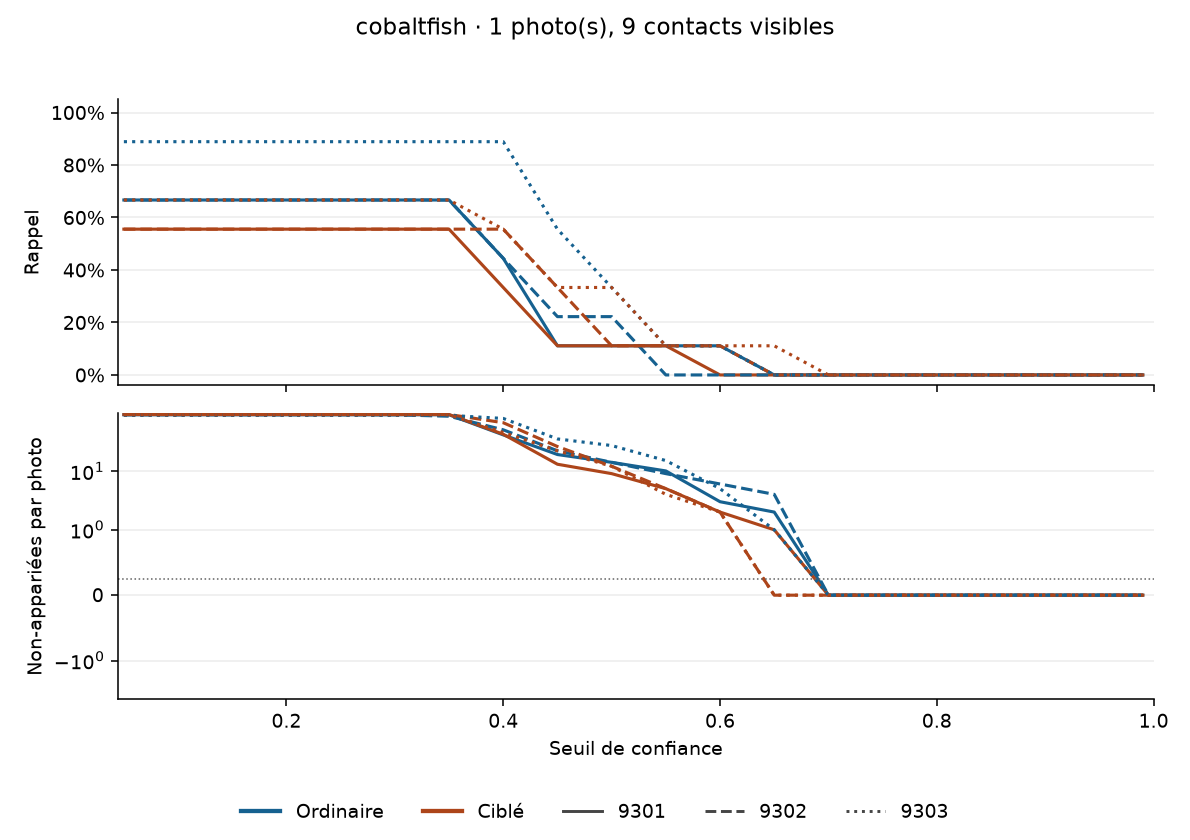 cobaltfish · 1 photo(s), 9 contacts visibles
Rappel
100%
80%
60%
40%
20%
0%
Non-appariées par photo
10¹
10⁰
0
−10⁰
0.2 0.4 0.6 0.8 1.0
Seuil de confiance
Ordinaire Ciblé 9301 9302 9303